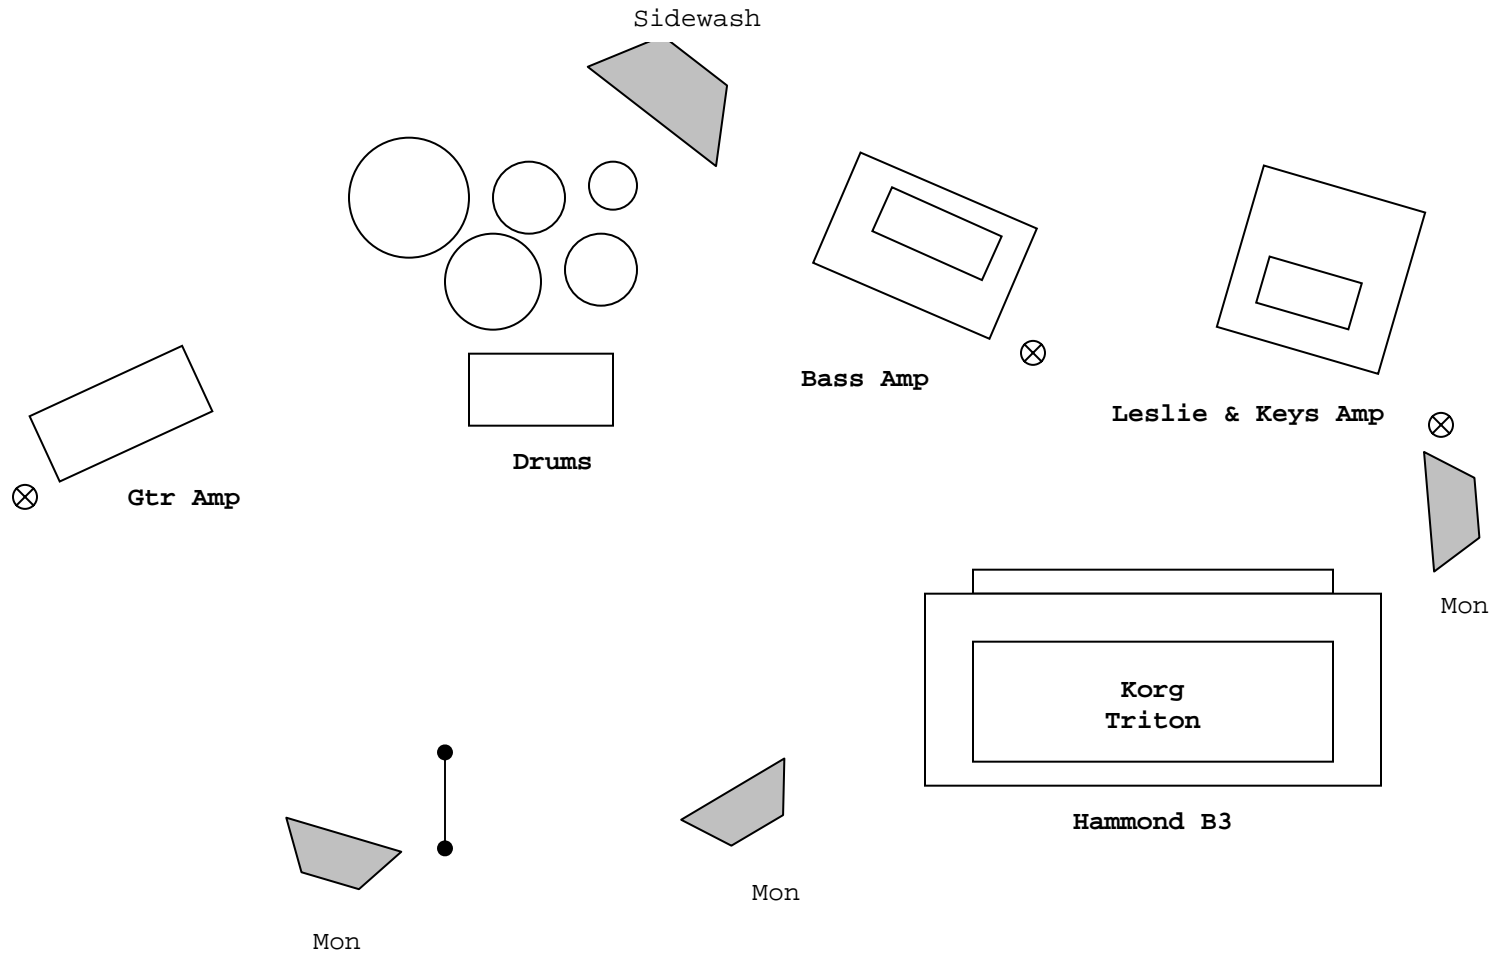 Sidewash
Bass Amp
Leslie & Keys Amp
Drums
Gtr Amp
Mon
Korg
Triton
Hammond B3
Mon
Mon